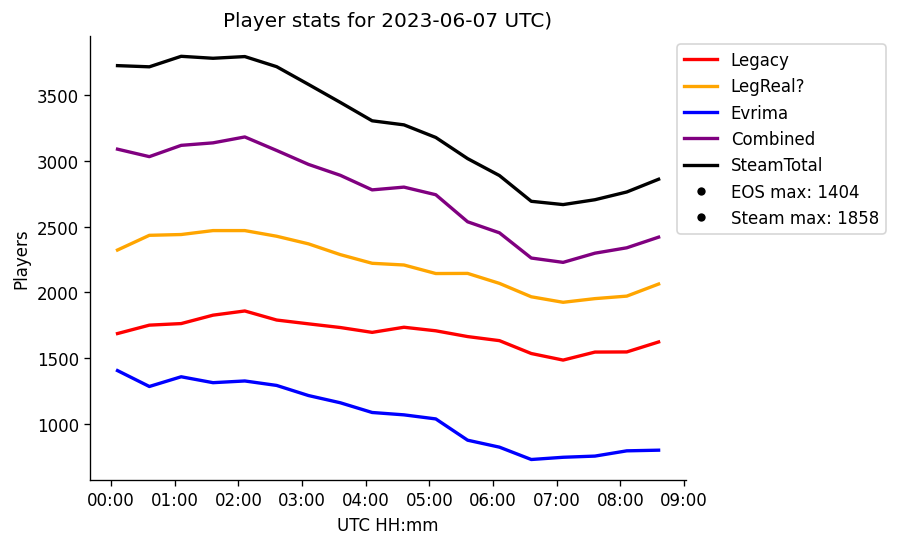 Player stats for 2023-06-07 UTC)
Legacy
LegReal?
Evrima
Combined
SteamTotal
EOS max: 1404
Steam max: 1858
Players
3500
3000
2500
2000
1500
1000
00:00 01:00 02:00 03:00 04:00 05:00 06:00 07:00 08:00 09:00
UTC HH:mm